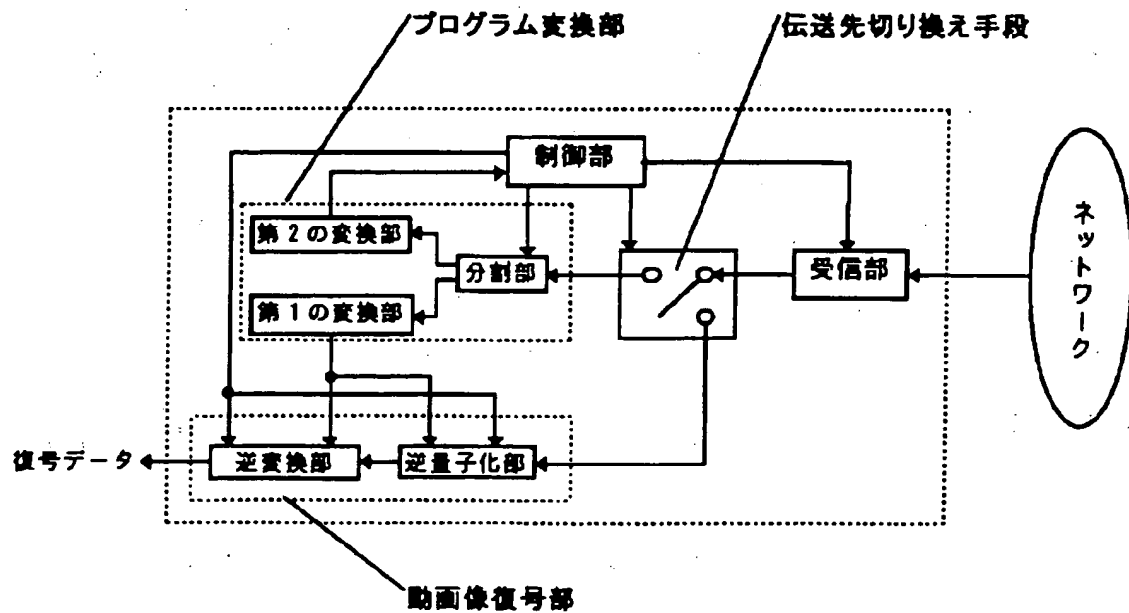 プログラム変換部
伝送先切り換え手段
制御部
第2の変換部
分割部
受信部
ネットワーク
第1の変換部
復号データ
逆変換部
逆量子化部
動画像復号部